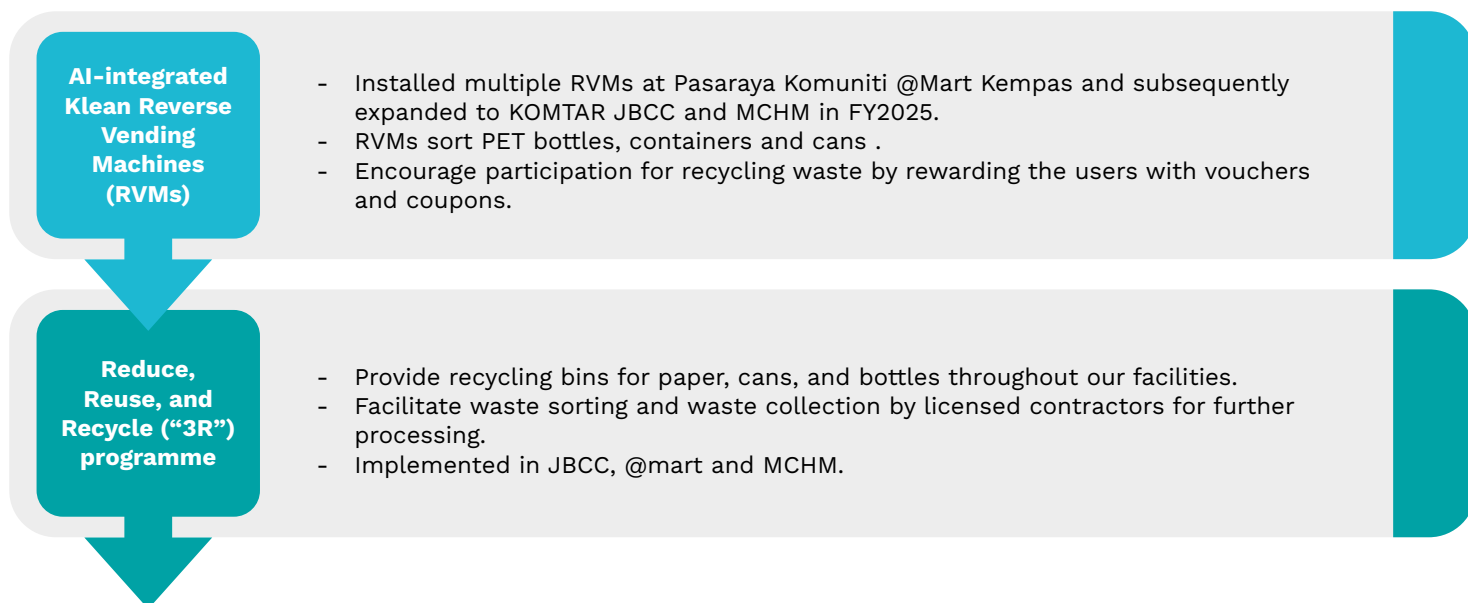 AI-integrated
Klean Reverse
Vending
Machines
(RVMs)
- Installed multiple RVMs at Pasaraya Komuniti @Mart Kempas and subsequently
expanded to KOMTAR JBCC and MCHM in FY2025.
- RVMs sort PET bottles, containers and cans .
- Encourage participation for recycling waste by rewarding the users with vouchers
and coupons.
Reduce,
Reuse, and
Recycle (“3R”)
programme
- Provide recycling bins for paper, cans, and bottles throughout our facilities.
- Facilitate waste sorting and waste collection by licensed contractors for further
processing.
- Implemented in JBCC, @mart and MCHM.